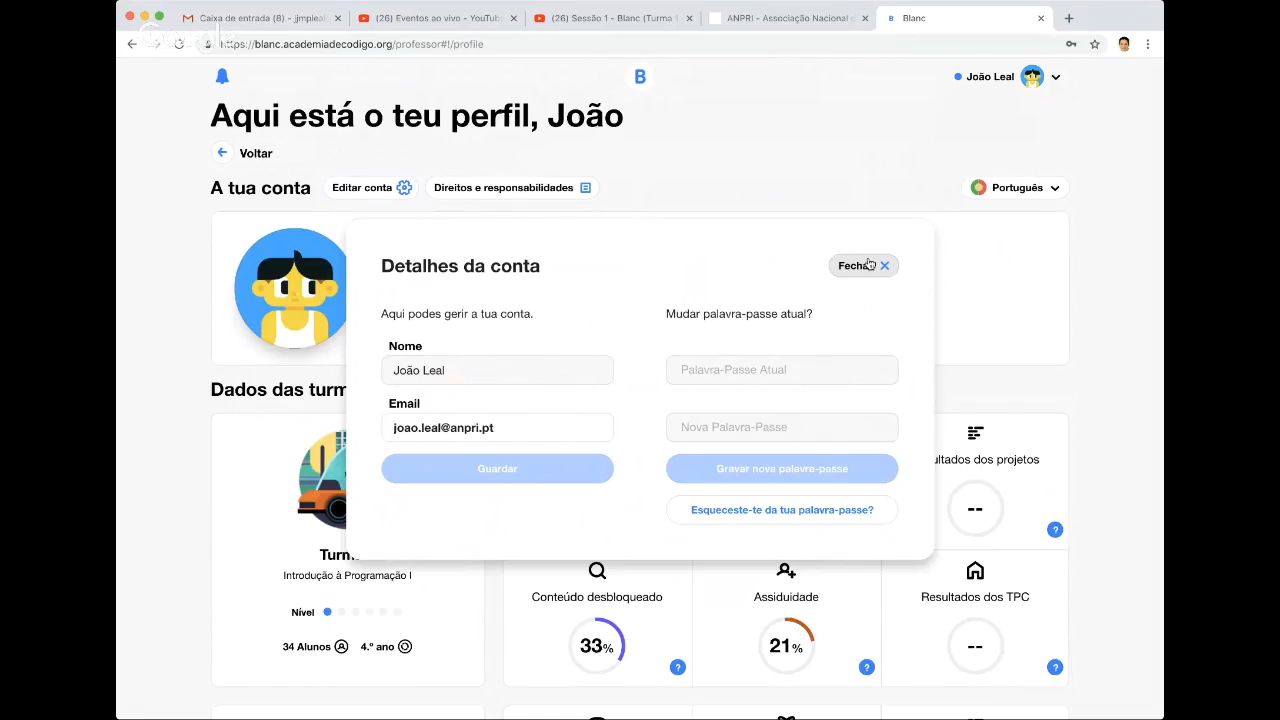 Caixa de entrada (8) - jjmpleal
(26) Eventos ao vivo - YouTube
(26) Sessão 1 - Blanc (Turma 1
ANPRI - Associação Nacional
Blanc
https://blanc.academiadecodigo.org/professor#!/profile
Google
B
João Leal
Aqui está o teu perfil, João
Voltar
A tua conta
Editar conta
Direitos e responsabilidades
Português
Detalhes da conta
Fechar
Aqui podes gerir a tua conta.
Mudar palavra-passe atual?
Nome
João Leal
Palavra-Passe Atual
Email
joao.leal@anpri.pt
Nova Palavra-Passe
Guardar
Gravar nova palavra-passe
Esqueceste-te da tua palavra-passe?
Dados das turm
ultados dos projetos
--
?
Turm
Introdução à Programação I
Nível
34 Alunos
4.º ano
Conteúdo desbloqueado
33%
?
Assiduidade
21%
?
Resultados dos TPC
--
?